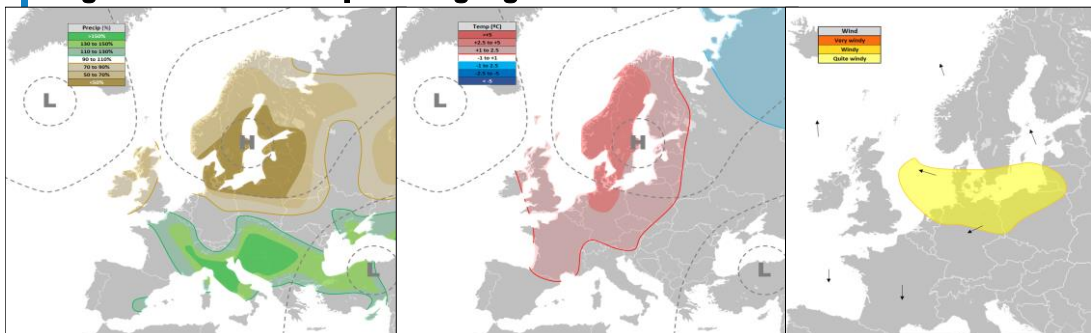 Precip (%)
>150%
130 to 150%
110 to 130%
90 to 110%
70 to 90%
50 to 70%
<50%
L
H
L
Temp (ºC)
>+5
+2.5 to +5
+1 to 2.5
-1 to +1
-1 to 2.5
-2.5 to -5
< -5
L
H
L
Wind
Very windy
Windy
Quite windy